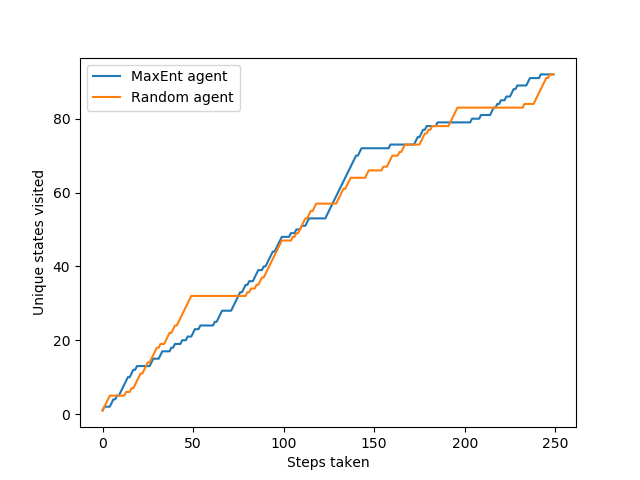 MaxEnt agent
Random agent
Unique states visited
80
60
40
20
0
0 50 100 150 200 250
Steps taken